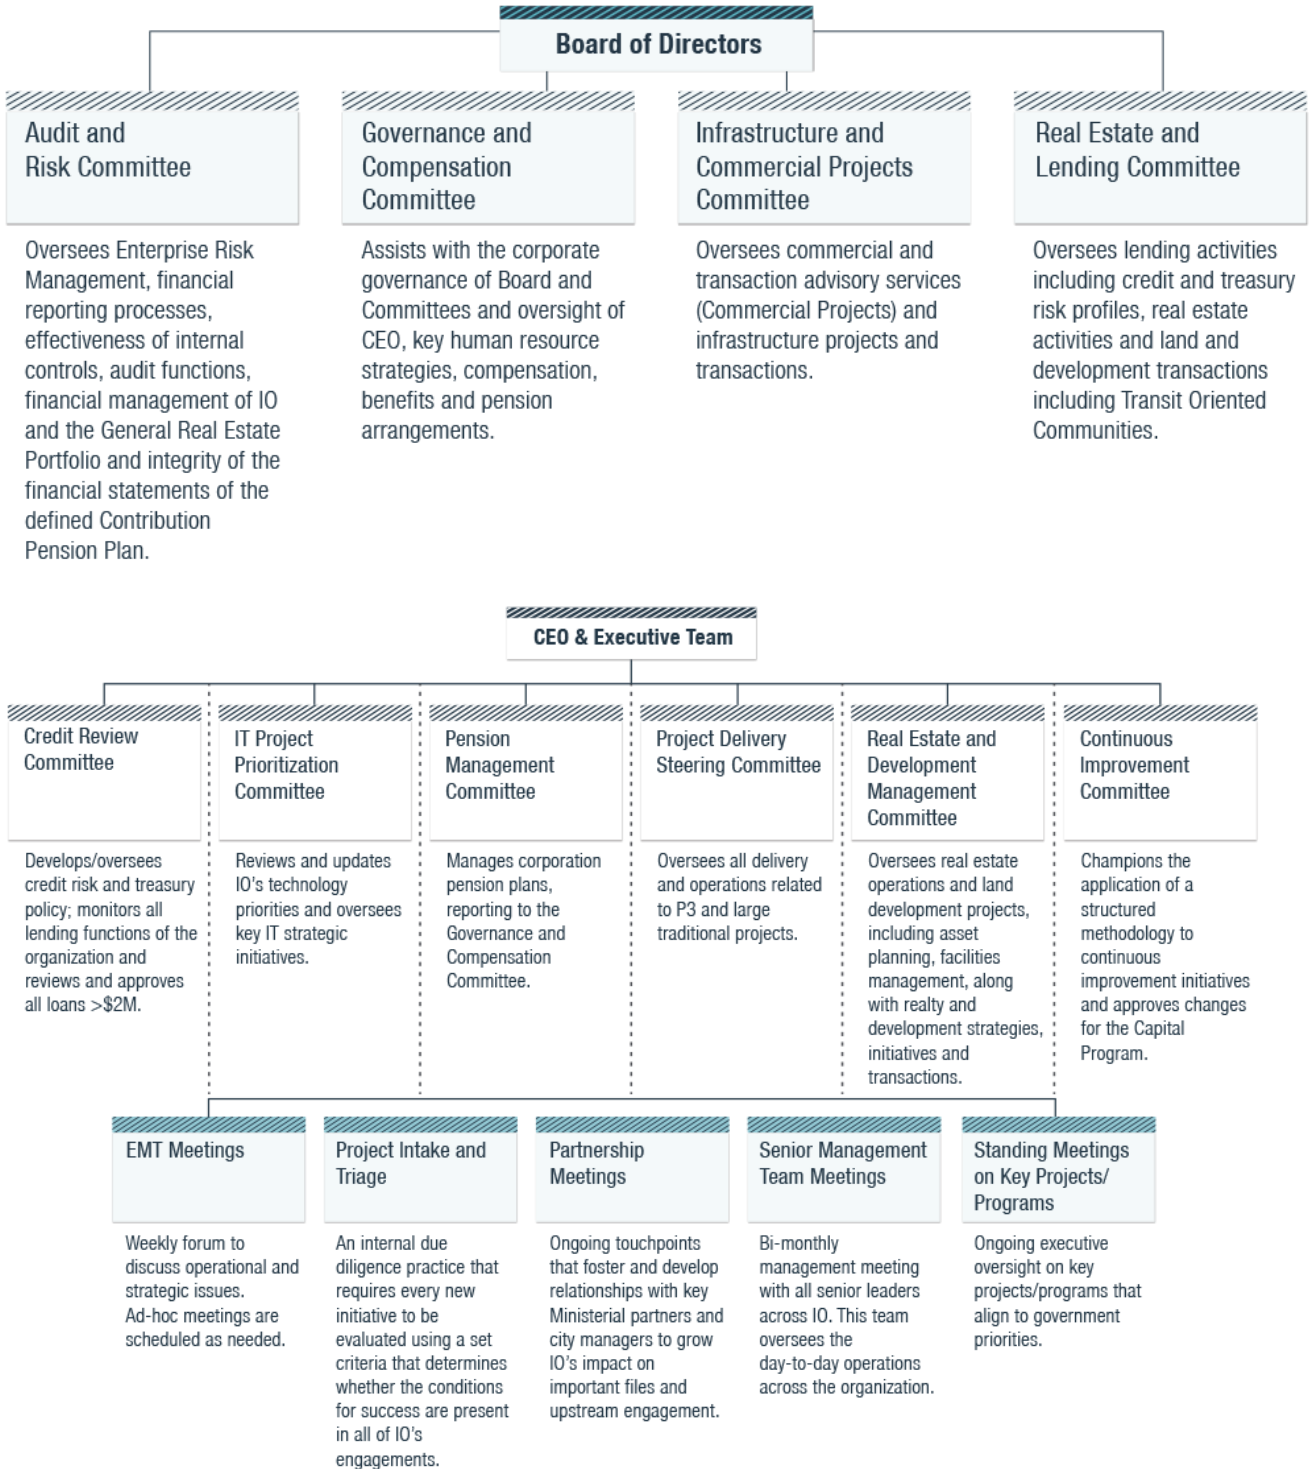 Board of Directors
Audit and
Risk Committee
Oversees Enterprise Risk
Management, financial
reporting processes,
effectiveness of internal
controls, audit functions,
financial management of IO
and the General Real Estate
Portfolio and integrity of the
financial statements of the
defined Contribution
Pension Plan.
Governance and
Compensation
Committee
Assists with the corporate
governance of Board and
Committees and oversight of
CEO, key human resource
strategies, compensation,
benefits and pension
arrangements.
Infrastructure and
Commercial Projects
Committee
Oversees commercial and
transaction advisory services
(Commercial Projects) and
infrastructure projects and
transactions.
Real Estate and
Lending Committee
Oversees lending activities
including credit and treasury
risk profiles, real estate
activities and land and
development transactions
including Transit Oriented
Communities.
CEO & Executive Team
Credit Review
Committee
Develops/oversees
credit risk and treasury
policy; monitors all
lending functions of the
organization and
reviews and approves
all loans >$2M.
IT Project
Prioritization
Committee
Reviews and updates
IO's technology
priorities and oversees
key IT strategic
initiatives.
Pension
Management
Committee
Manages corporation
pension plans,
reporting to the
Governance and
Compensation
Committee.
Project Delivery
Steering Committee
Oversees all delivery
and operations related
to P3 and large
traditional projects.
Real Estate and
Development
Management
Committee
Oversees real estate
operations and land
development projects,
including asset
planning, facilities
management, along
with realty and
development strategies,
initiatives and
transactions.
Continuous
Improvement
Committee
Champions the
application of a
structured
methodology to
continuous
improvement initiatives
and approves changes
for the Capital
Program.
EMT Meetings
Weekly forum to
discuss operational and
strategic issues.
Ad-hoc meetings are
scheduled as needed.
Project Intake and
Triage
An internal due
diligence practice that
requires every new
initiative to be
evaluated using a set
criteria that determines
whether the conditions
for success are present
in all of IO's
engagements.
Partnership
Meetings
Ongoing touchpoints
that foster and develop
relationships with key
Ministerial partners and
city managers to grow
IO's impact on
important files and
upstream engagement.
Senior Management
Team Meetings
Bi-monthly
management meeting
with all senior leaders
across IO. This team
oversees the
day-to-day operations
across the organization.
Standing Meetings
on Key Projects/
Programs
Ongoing executive
oversight on key
projects/programs that
align to government
priorities.